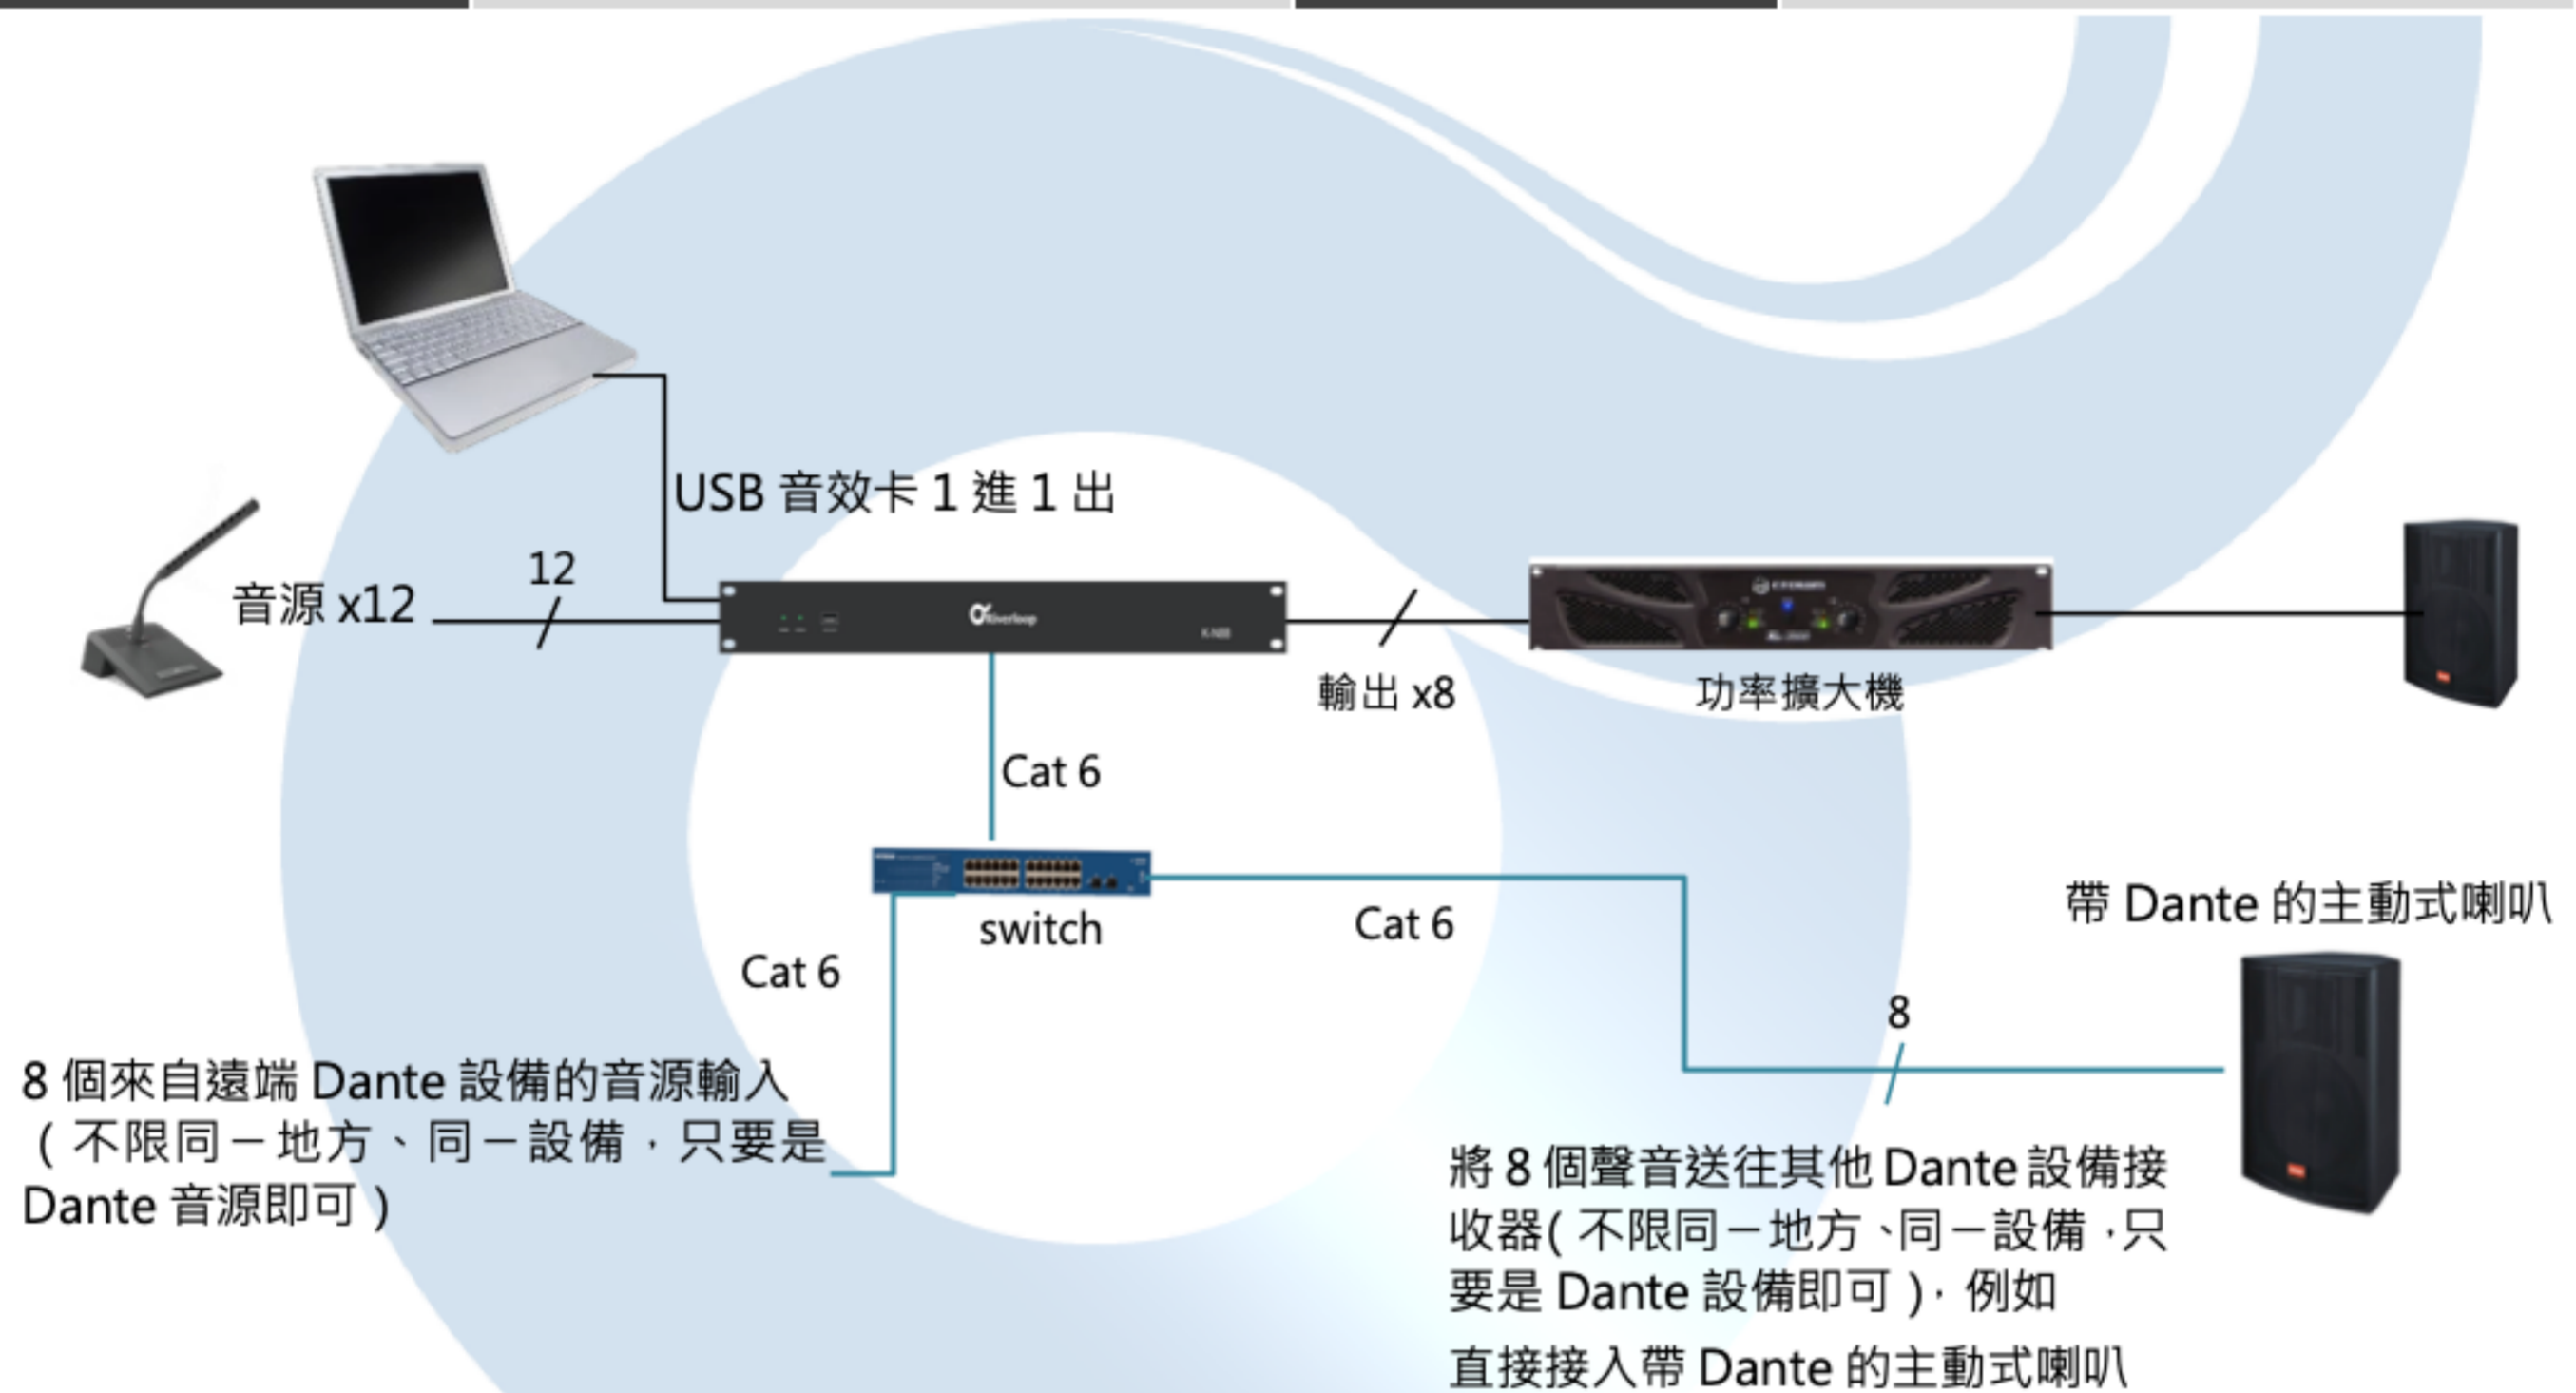 USB 音效卡 1 進 1 出
12
音源 x12
Riverloop
輸出 x8
功率擴大機
Cat 6
switch
Cat 6
Cat 6
帶 Dante 的主動式喇叭
8
8 個來自遠端 Dante 設備的音源輸入
( 不限同一地方、同一設備，只要是
Dante 音源即可 )
將 8 個聲音送往其他 Dante 設備接
收器( 不限同一地方、同一設備，只
要是 Dante 設備即可 )，例如
直接接入帶 Dante 的主動式喇叭